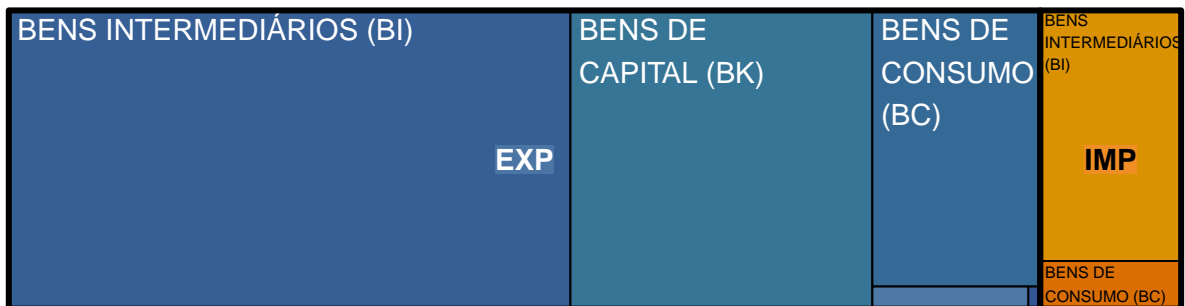 BENS INTERMEDIÁRIOS (BI)
EXP
BENS DE
CAPITAL (BK)
BENS DE
CONSUMO
(BC)
BENS
INTERMEDIÁRIOS
(BI)
IMP
BENS DE
CONSUMO (BC)